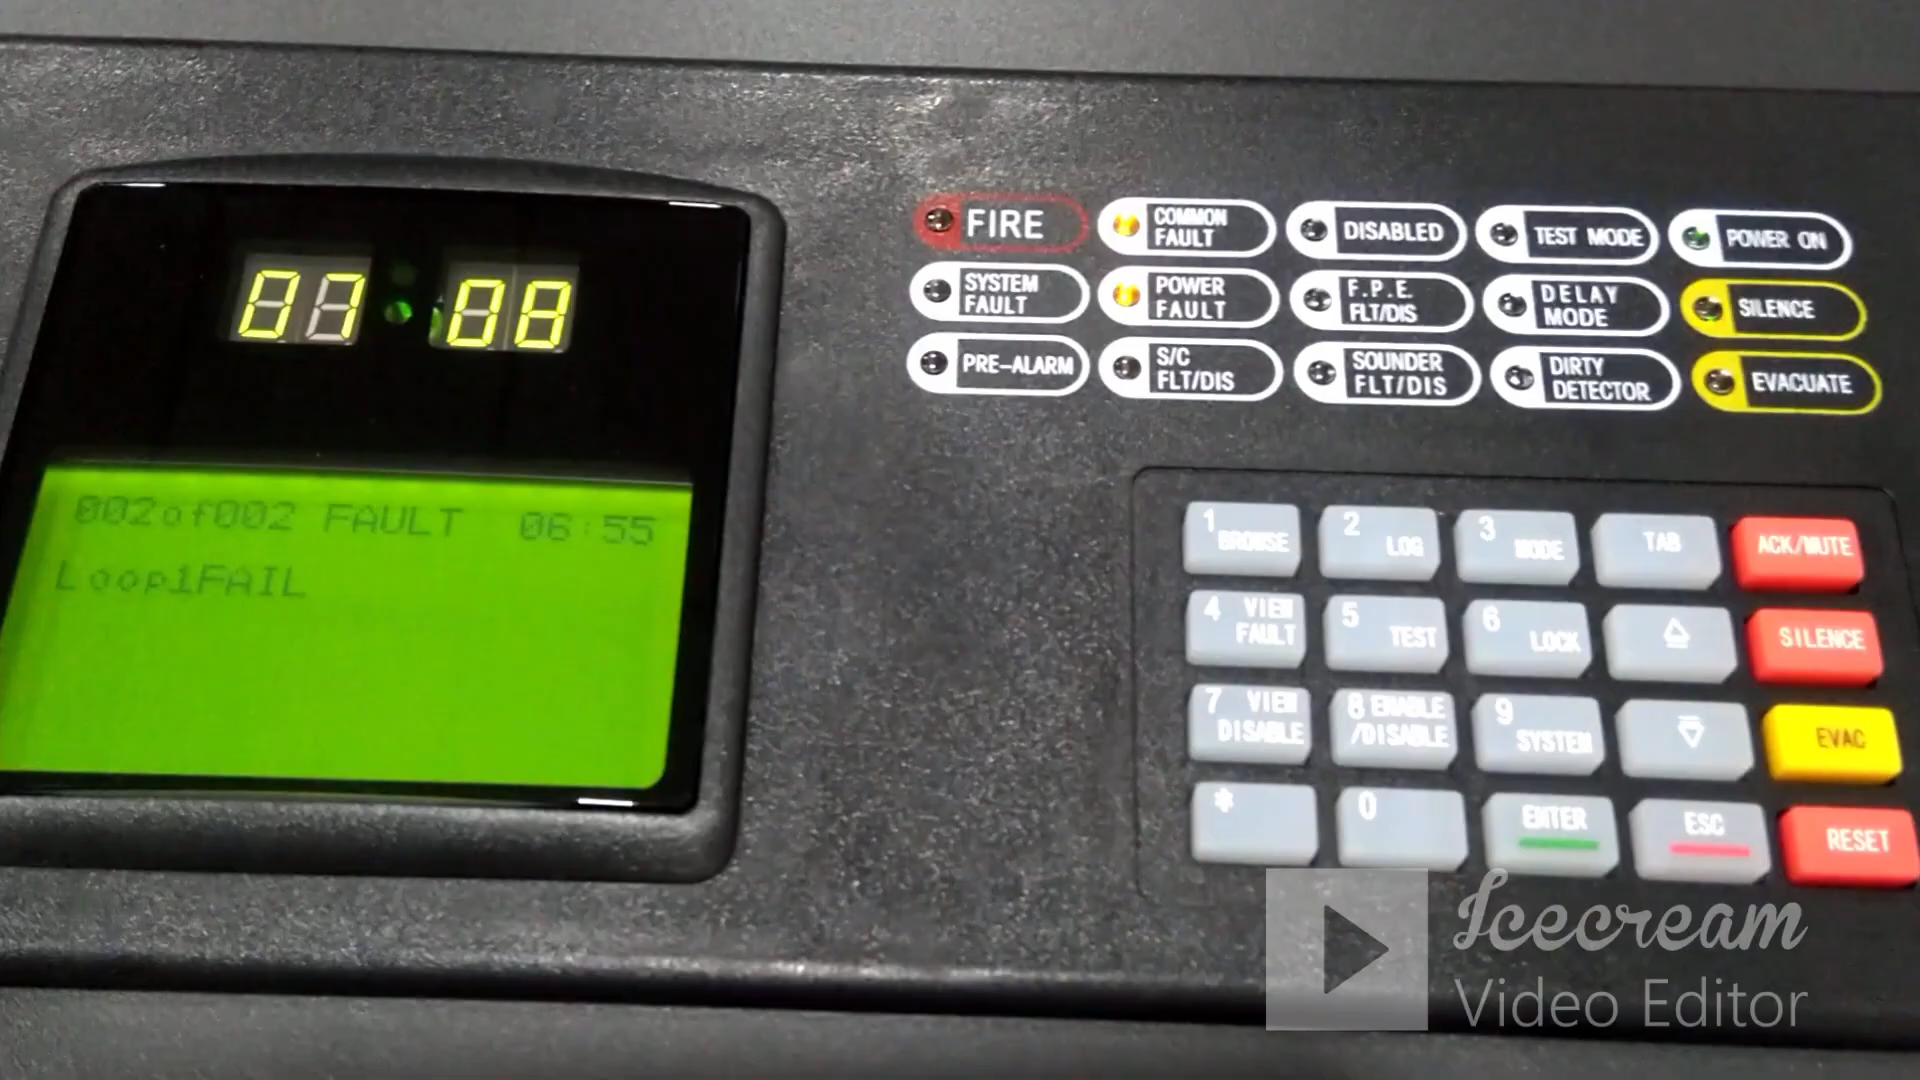 07:08
002of002 FAULT 06:55
Loop1FAIL
FIRE
COMMON
FAULT
DISABLED
TEST MODE
POWER ON
SYSTEM
FAULT
POWER
FAULT
F.P.E.
FLT/DIS
DELAY
MODE
SILENCE
PRE-ALARM
S/C
FLT/DIS
SOUNDER
FLT/DIS
DIRTY
DETECTOR
EVACUATE
1 BROWSE
2 LOG
3 MODE
TAB
ACK/MUTE
4 VIEW
FAULT
5 TEST
6 LOCK
SILENCE
7 VIEW
DISABLE
8 ENABLE
/DISABLE
9 SYSTEM
EVAC
*
0
ENTER
ESC
RESET
Icecream
Video Editor